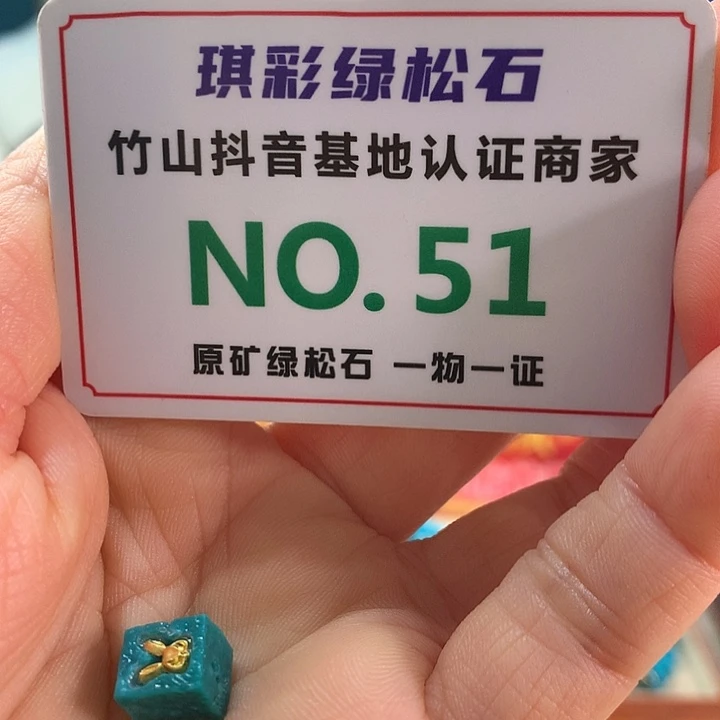 琪彩绿松石
竹山抖音基地认证商家
NO.51
原矿绿松石 一物一证